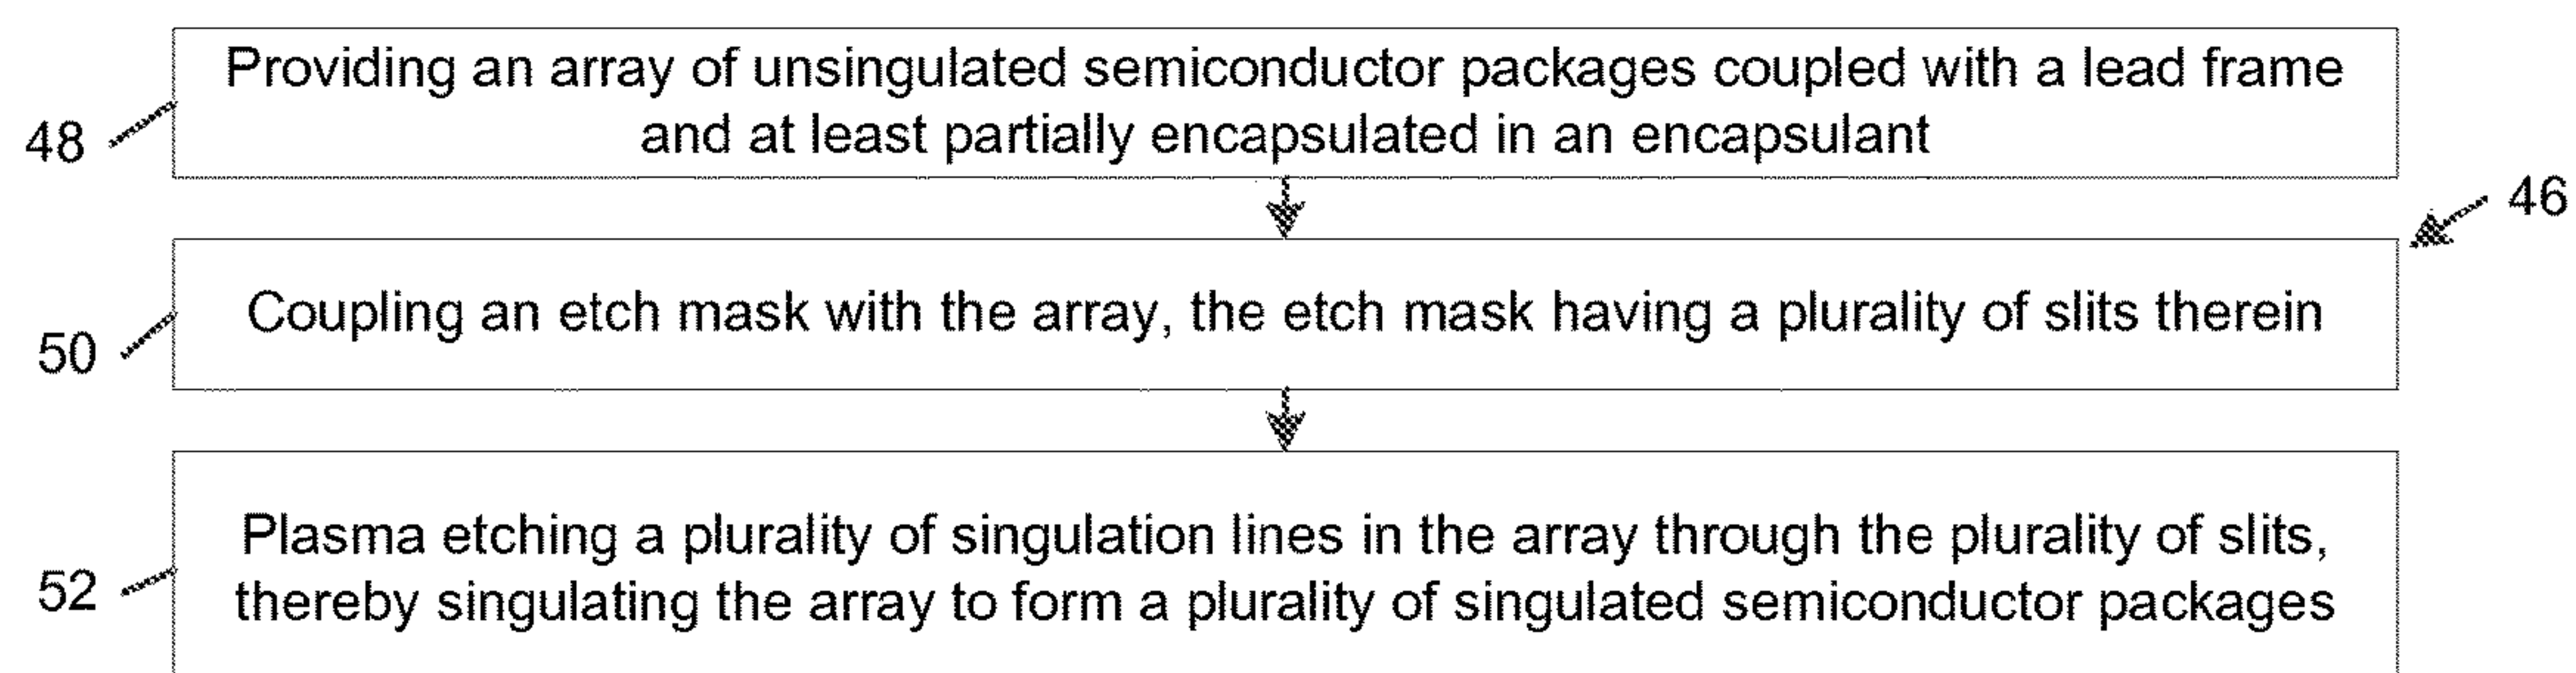 48
Providing an array of unsingulated semiconductor packages coupled with a lead frame
and at least partially encapsulated in an encapsulant
46
50
Coupling an etch mask with the array, the etch mask having a plurality of slits therein
52
Plasma etching a plurality of singulation lines in the array through the plurality of slits,
thereby singulating the array to form a plurality of singulated semiconductor packages